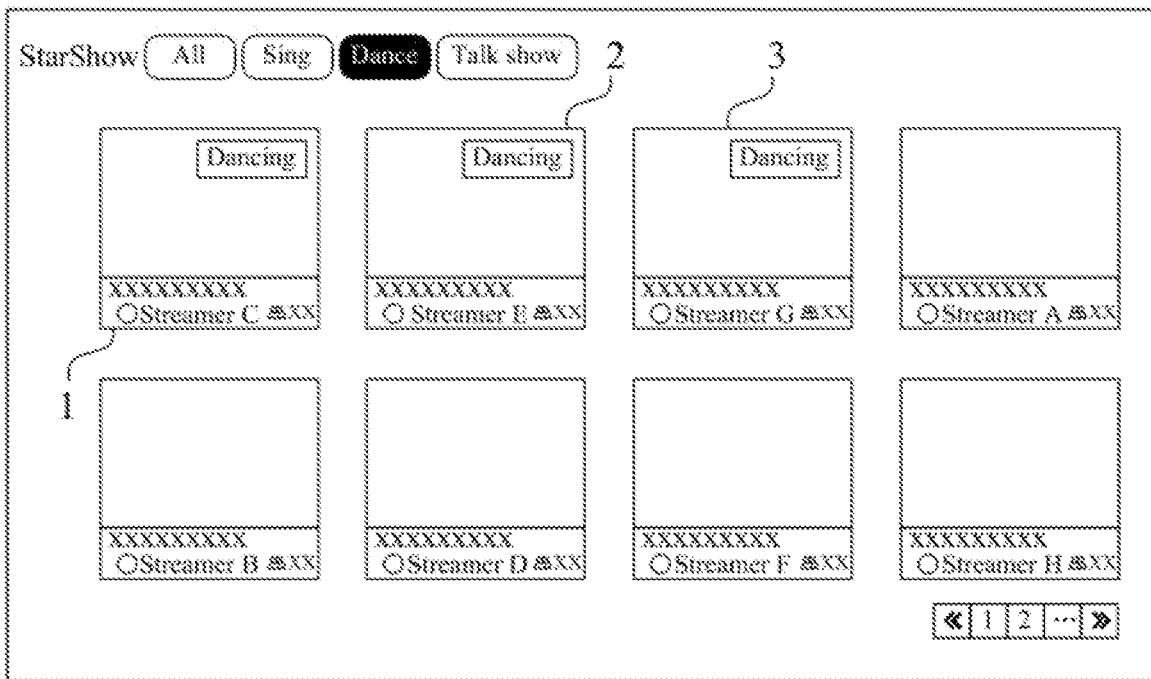 StarShow All Sing Dance Talk show 2 3
Dancing Dancing Dancing
XXXXXXXXX XXXXXXXXX XXXXXXXXX XXXXXXXXX
Streamer C XX Streamer E XX Streamer G XX Streamer A XX
1
XXXXXXXXX XXXXXXXXX XXXXXXXXX XXXXXXXXX
Streamer B XX Streamer D XX Streamer F XX Streamer H XX
« 1 2 ... »